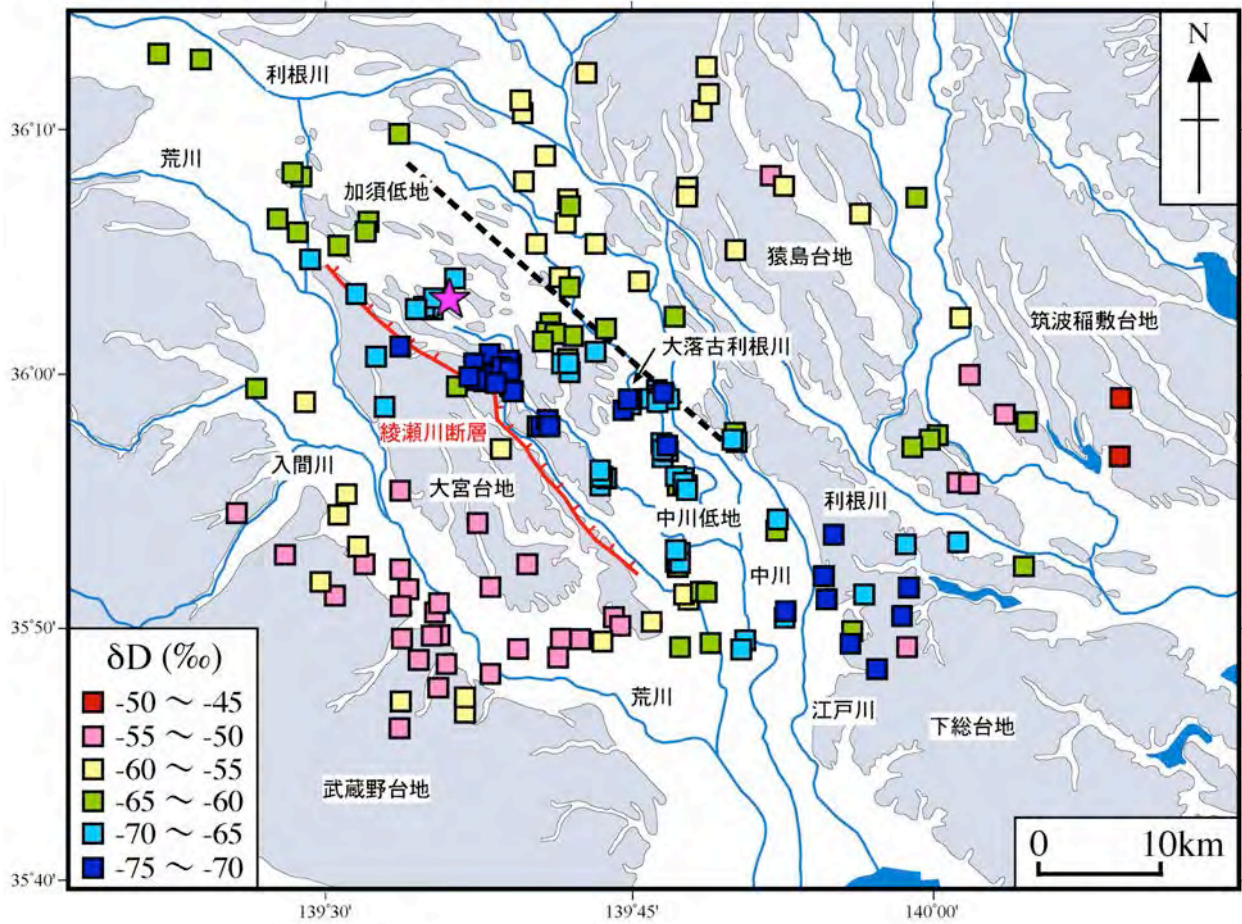 N
利根川
36°10'
荒川
加須低地
猿島台地
筑波稲敷台地
大落古利根川
36°00'
綾瀬川断層
入間川
大宮台地
利根川
中川低地
中川
35°50'
δD (‰)
-50 ～ -45
-55 ～ -50
-60 ～ -55
-65 ～ -60
-70 ～ -65
-75 ～ -70
荒川
江戸川
下総台地
武蔵野台地
0 10km
35°40'
139°30'
139°45'
140°00'